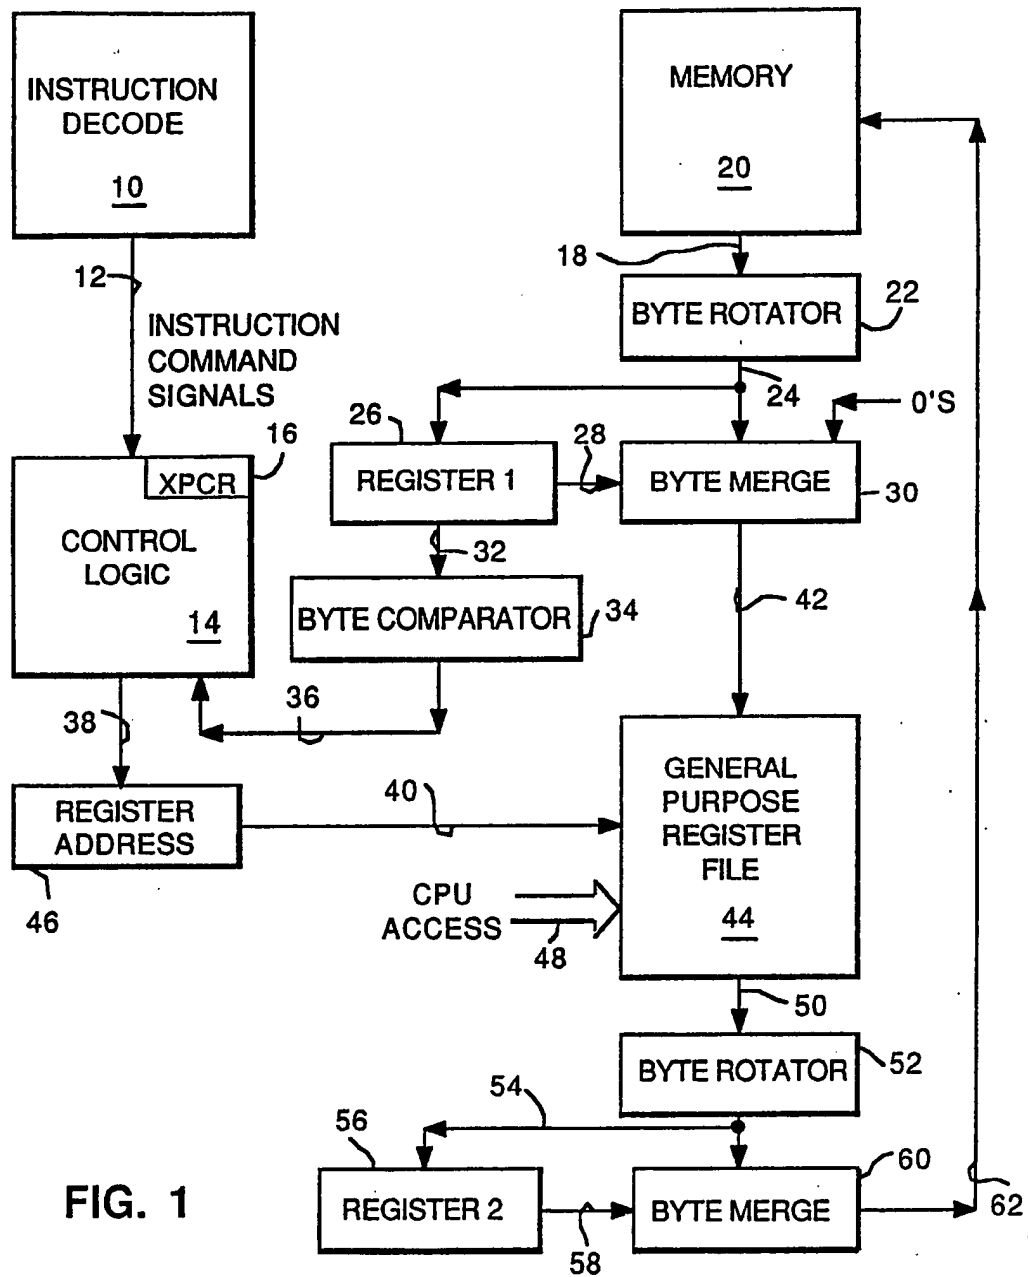 INSTRUCTION
DECODE
10
MEMORY
20
12
18
INSTRUCTION
COMMAND
SIGNALS
BYTE ROTATOR
22
24
0'S
26
28
16
XPCR
REGISTER 1
BYTE MERGE
30
CONTROL
LOGIC
14
32
BYTE COMPARATOR
34
42
36
38
REGISTER
ADDRESS
46
40
GENERAL
PURPOSE
REGISTER
FILE
44
CPU
ACCESS
48
50
BYTE ROTATOR
52
54
56
60
REGISTER 2
58
BYTE MERGE
62
FIG. 1